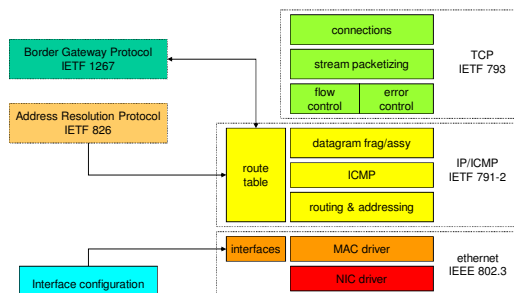 connections
Border Gateway Protocol
IETF 1267
TCP
IETF 793
stream packetizing
flow
control
error
control
Address Resolution Protocol
IETF 826
datagram frag/assy
route
table
ICMP
IP/ICMP
IETF 791-2
routing & addressing
interfaces
MAC driver
ethernet
IEEE 802.3
Interface configuration
NIC driver